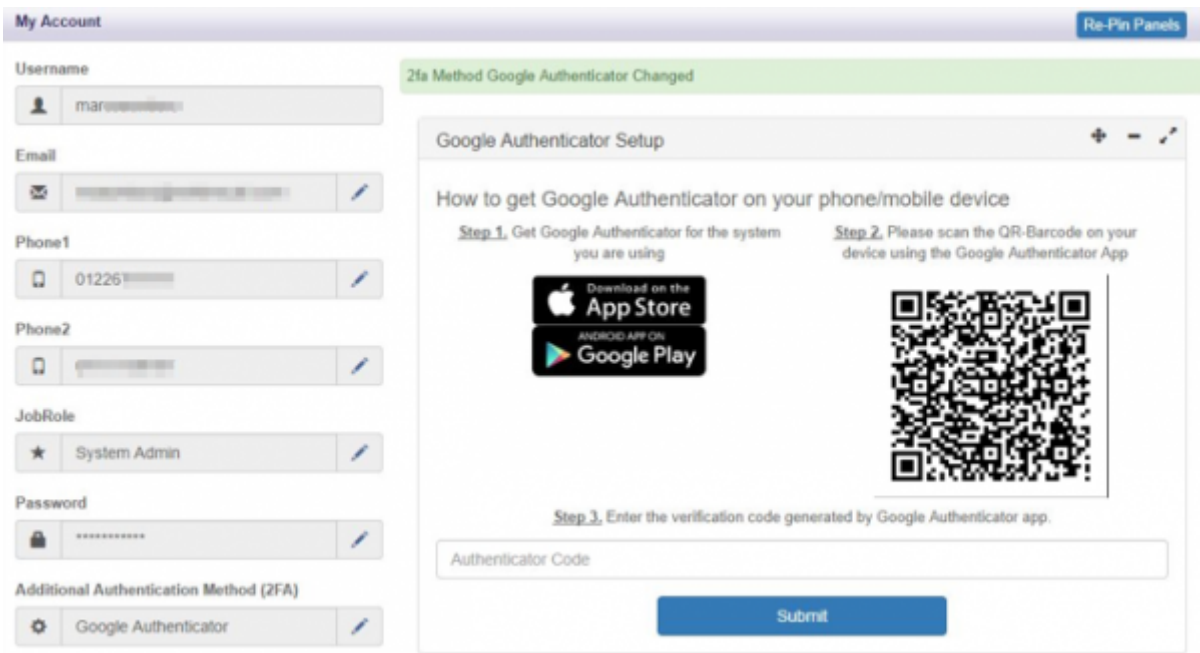 My Account
Re-Pin Panels
Username
2fa Method Google Authenticator Changed
Google Authenticator Setup
Email
How to get Google Authenticator on your phone/mobile device
Step 1. Get Google Authenticator for the system
you are using
Step 2. Please scan the QR-Barcode on your
device using the Google Authenticator App
Download on the
App Store
ANDROID APP ON
Google Play
Phone1
Phone2
JobRole
System Admin
Password
***********
Step 3. Enter the verification code generated by Google Authenticator app.
Authenticator Code
Additional Authentication Method (2FA)
Google Authenticator
Submit